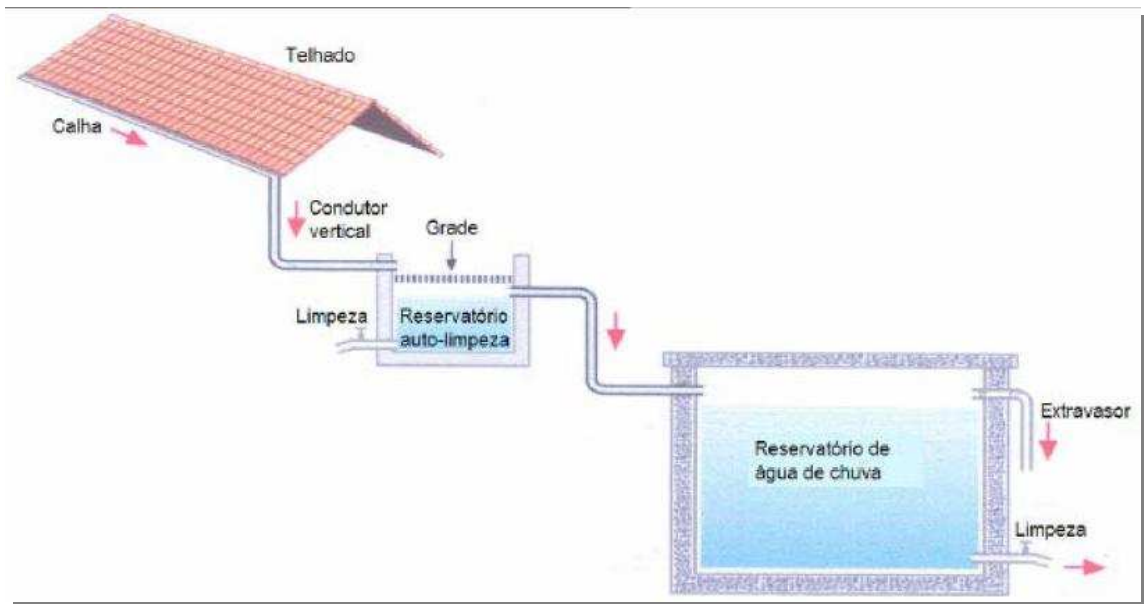 Telhado
Calha
Condutor
vertical
Grade
Limpeza
Reservatório
auto-limpeza
Extravasor
Reservatório de
água de chuva
Limpeza